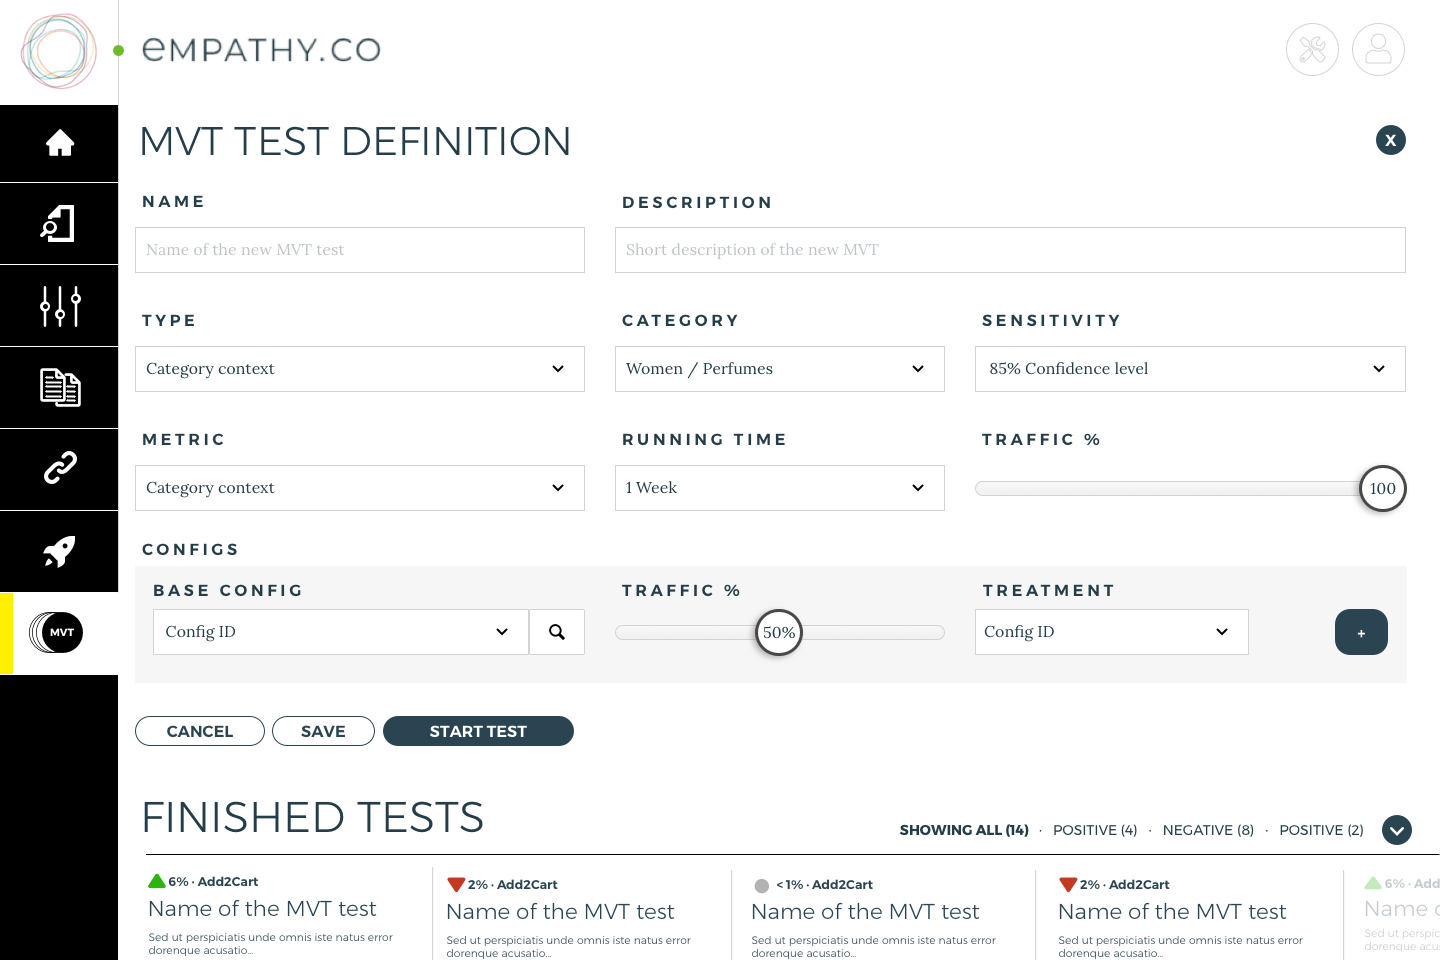 eMPATHY.CO
MVT TEST DEFINITION
X
NAME
DESCRIPTION
Name of the new MVT test
Short description of the new MVT
TYPE
CATEGORY
SENSITIVITY
Category context
Women / Perfumes
85% Confidence level
METRIC
RUNNING TIME
TRAFFIC %
Category context
1 Week
100
CONFIGS
BASE CONFIG
TRAFFIC %
TREATMENT
MVT
Config ID
50%
Config ID
+
CANCEL
SAVE
START TEST
FINISHED TESTS
SHOWING ALL (14) · POSITIVE (4) · NEGATIVE (8) · POSITIVE (2)
6% · Add2Cart
Name of the MVT test
Sed ut perspiciatis unde omnis iste natus error
dorenque acusatio...
2% · Add2Cart
Name of the MVT test
Sed ut perspiciatis unde omnis iste natus error
dorenque acusatio...
< 1% · Add2Cart
Name of the MVT test
Sed ut perspiciatis unde omnis iste natus error
dorenque acusatio...
2% · Add2Cart
Name of the MVT test
Sed ut perspiciatis unde omnis iste natus error
dorenque acusatio...
6% · Add
Name
Sed ut perspic
dorenque acus